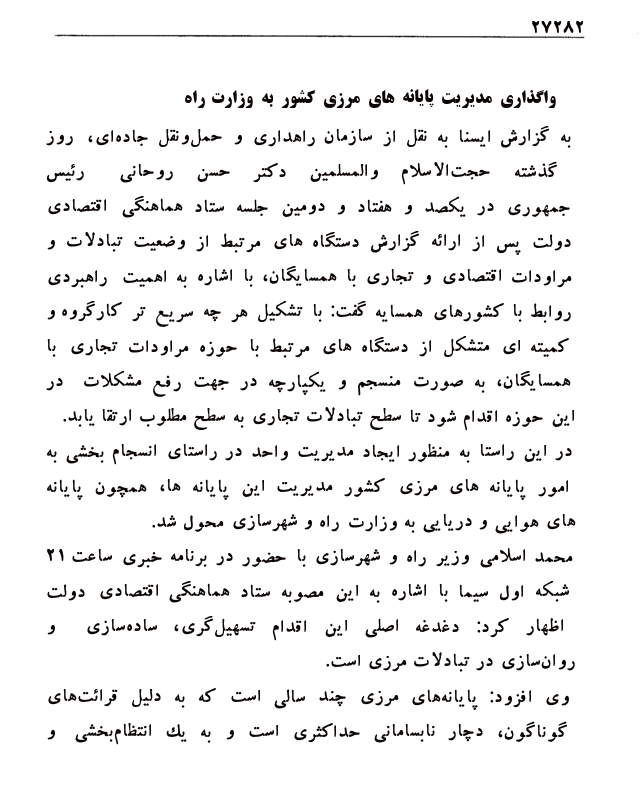 ۲۷۲۸۲
واگذاری مدیریت پایانه های مرزی کشور به وزارت راه
به گزارش ایسنا به نقل از سازمان راهداری و حمل‌ونقل جاده‌ای، روز
گذشته حجت‌الاسلام والمسلمین دکتر حسن روحانی رئیس
جمهوری در یکصد و هفتاد و دومین جلسه ستاد هماهنگی اقتصادی
دولت پس از ارائه گزارش دستگاه های مرتبط از وضعیت تبادلات و
مراودات اقتصادی و تجاری با همسایگان، با اشاره به اهمیت راهبردی
روابط با کشورهای همسایه گفت: با تشکیل هر چه سریع تر کارگروه و
کمیته ای متشکل از دستگاه های مرتبط با حوزه مراودات تجاری با
همسایگان، به صورت منسجم و یکپارچه در جهت رفع مشکلات در
این حوزه اقدام شود تا سطح تبادلات تجاری به سطح مطلوب ارتقا یابد.
در این راستا به منظور ایجاد مدیریت واحد در راستای انسجام بخشی به
امور پایانه های مرزی کشور مدیریت این پایانه ها، همچون پایانه
های هوایی و دریایی به وزارت راه و شهرسازی محول شد.
محمد اسلامی وزیر راه و شهرسازی با حضور در برنامه خبری ساعت ۲۱
شبکه اول سیما با اشاره به این مصوبه ستاد هماهنگی اقتصادی دولت
اظهار کرد: دغدغه اصلی این اقدام تسهیل‌گری، ساده‌سازی و
روان‌سازی در تبادلات مرزی است.
وی افزود: پایانه‌های مرزی چند سالی است که به دلیل قرائت‌های
گوناگون، دچار نابسامانی حداکثری است و به یك انتظام‌بخشی و